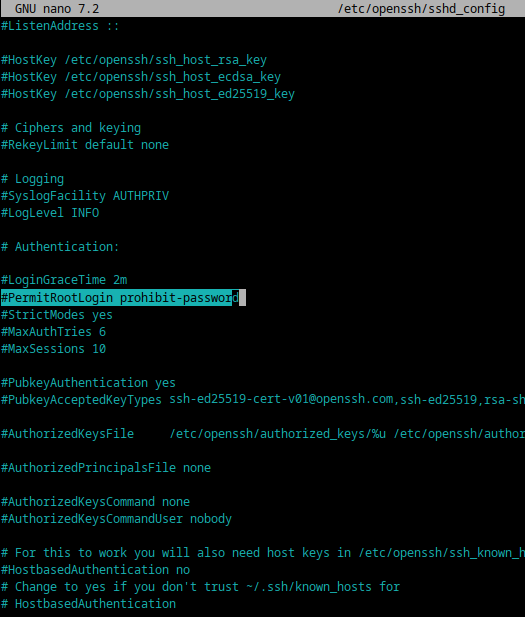 GNU nano 7.2 /etc/openssh/sshd_config
#ListenAddress ::
#HostKey /etc/openssh/ssh_host_rsa_key
#HostKey /etc/openssh/ssh_host_ecdsa_key
#HostKey /etc/openssh/ssh_host_ed25519_key
# Ciphers and keying
#RekeyLimit default none
# Logging
#SyslogFacility AUTHPRIV
#LogLevel INFO
# Authentication:
#LoginGraceTime 2m
#PermitRootLogin prohibit-password
#StrictModes yes
#MaxAuthTries 6
#MaxSessions 10
#PubkeyAuthentication yes
#PubkeyAcceptedKeyTypes ssh-ed25519-cert-v01@openssh.com,ssh-ed25519,rsa-sh
#AuthorizedKeysFile /etc/openssh/authorized_keys/%u /etc/openssh/author
#AuthorizedPrincipalsFile none
#AuthorizedKeysCommand none
#AuthorizedKeysCommandUser nobody
# For this to work you will also need host keys in /etc/openssh/ssh_known_h
#HostbasedAuthentication no
# Change to yes if you don't trust ~/.ssh/known_hosts for
# HostbasedAuthentication